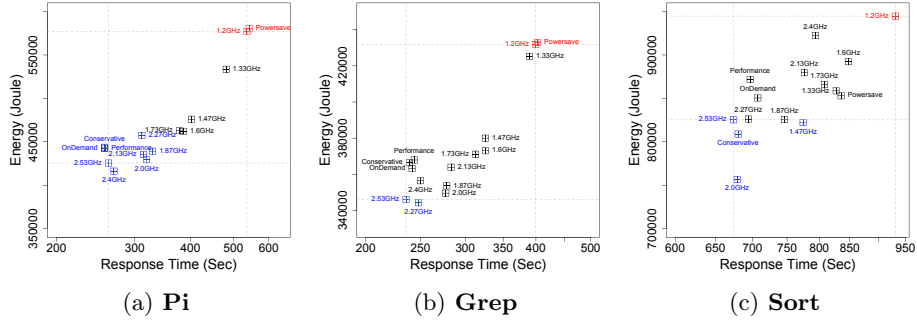 Energy (Joule)
350000
450000
550000
Powersave
1.2GHz
1.33GHz
1.47GHz
1.73GHz
1.6GHz
2.27GHz
Conservative
OnDemand
Performance
2.13GHz
1.87GHz
2.53GHz
2.0GHz
2.4GHz
200
300
400
500
600
Response Time (Sec)
(a) Pi
Energy (Joule)
340000
380000
420000
1.2GHz
Powersave
1.33GHz
1.47GHz
1.6GHz
1.73GHz
Performance
Conservative
OnDemand
2.13GHz
2.4GHz
1.87GHz
2.0GHz
2.53GHz
2.27GHz
200
250
300
400
500
Response Time (Sec)
(b) Grep
Energy (Joule)
700000
800000
900000
1.2GHz
2.4GHz
1.6GHz
2.13GHz
Performance
1.73GHz
OnDemand
1.33GHz
Powersave
2.27GHz
1.87GHz
2.53GHz
1.47GHz
Conservative
2.0GHz
600
670
750
800
850
950
Response Time (Sec)
(c) Sort